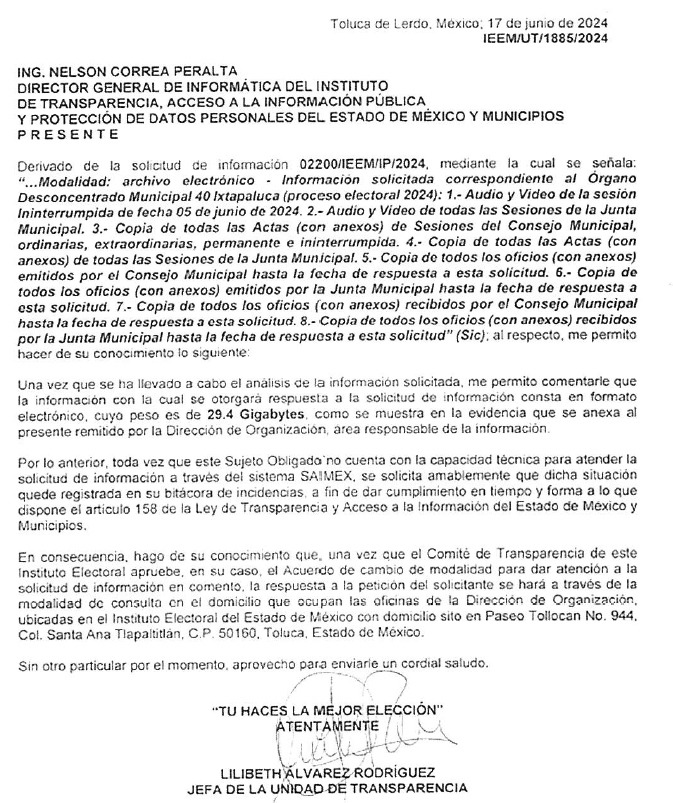 Toluca de Lerdo, México; 17 de junio de 2024
IEEM/UT/1885/2024
ING. NELSON CORREA PERALTA
DIRECTOR GENERAL DE INFORMÁTICA DEL INSTITUTO
DE TRANSPARENCIA, ACCESO A LA INFORMACIÓN PÚBLICA
Y PROTECCIÓN DE DATOS PERSONALES DEL ESTADO DE MÉXICO Y MUNICIPIOS
P R E S E N T E
Derivado de la solicitud de información 02200/IEEM/IP/2024, mediante la cual se señala:
“...Modalidad: archivo electrónico - Información solicitada correspondiente al Órgano
Desconcentrado Municipal 40 Ixtapaluca (proceso electoral 2024): 1.- Audio y Video de la sesión
Ininterrumpida de fecha 05 de junio de 2024. 2.- Audio y Video de todas las Sesiones de la Junta
Municipal. 3.- Copia de todas las Actas (con anexos) de Sesiones del Consejo Municipal,
ordinarias, extraordinarias, permanente e ininterrumpida. 4.- Copia de todas las Actas (con
anexos) de todas las Sesiones de la Junta Municipal. 5.- Copia de todos los oficios (con anexos)
emitidos por el Consejo Municipal hasta la fecha de respuesta a esta solicitud. 6.- Copia de
todos los oficios (con anexos) emitidos por la Junta Municipal hasta la fecha de respuesta a
esta solicitud. 7.- Copia de todos los oficios (con anexos) recibidos por el Consejo Municipal
hasta la fecha de respuesta a esta solicitud. 8.- Copia de todos los oficios (con anexos) recibidos
por la Junta Municipal hasta la fecha de respuesta a esta solicitud” (Sic); al respecto, me permito
hacer de su conocimiento lo siguiente:
Una vez que se ha llevado a cabo el análisis de la información solicitada, me permito comentarle que
la información con la cual se otorgará respuesta a la solicitud de información consta en formato
electrónico, cuyo peso es de 29.4 Gigabytes, como se muestra en la evidencia que se anexa al
presente remitido por la Dirección de Organización, área responsable de la información.
Por lo anterior, toda vez que este Sujeto Obligado no cuenta con la capacidad técnica para atender la
solicitud de información a través del sistema SAIMEX, se solicita amablemente que dicha situación
quede registrada en su bitácora de incidencias, a fin de dar cumplimiento en tiempo y forma a lo que
dispone el artículo 158 de la Ley de Transparencia y Acceso a la Información del Estado de México y
Municipios.
En consecuencia, hago de su conocimiento que, una vez que el Comité de Transparencia de este
Instituto Electoral apruebe, en su caso, el Acuerdo de cambio de modalidad para dar atención a la
solicitud de información en comento, la respuesta a la petición del solicitante se hará a través de la
modalidad de consulta en el domicilio que ocupan las oficinas de la Dirección de Organización,
ubicadas en el Instituto Electoral del Estado de México con domicilio sito en Paseo Tollocan No. 944,
Col. Santa Ana Tlapaltitlán, C.P. 50160, Toluca, Estado de México.
Sin otro particular por el momento, aprovecho para enviarle un cordial saludo.
“TU HACES LA MEJOR ELECCIÓN”
ATENTAMENTE
LILIBETH ÁLVAREZ RODRÍGUEZ
JEFA DE LA UNIDAD DE TRANSPARENCIA